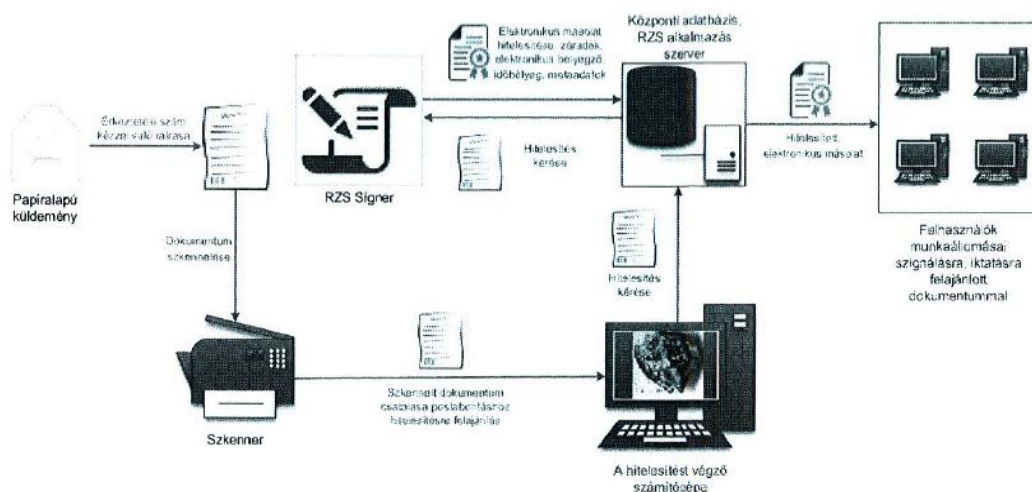 Papíralapú
küldemény
Érkeztetési szám
kézzel való ráírása
Dokumentum
szkennelése
Szkenner
Szkennelt dokumentum
csatolása postabontáshoz
hitelesítésre felajánlás
A hitelesítést végző
számítógépe
Hitelesítés
kérése
Központi adatbázis,
RZS alkalmazás
szerver
Hitelesítés
kérése
RZS Signer
Elektronikus másolat
hitelesítése, záradék,
elektronikus bélyegző,
időbélyeg, metaadatok
Hitelesített
elektronikus másolat
Felhasználók
munkaállomásai
szignálásra, iktatásra
felajánlott
dokumentummal